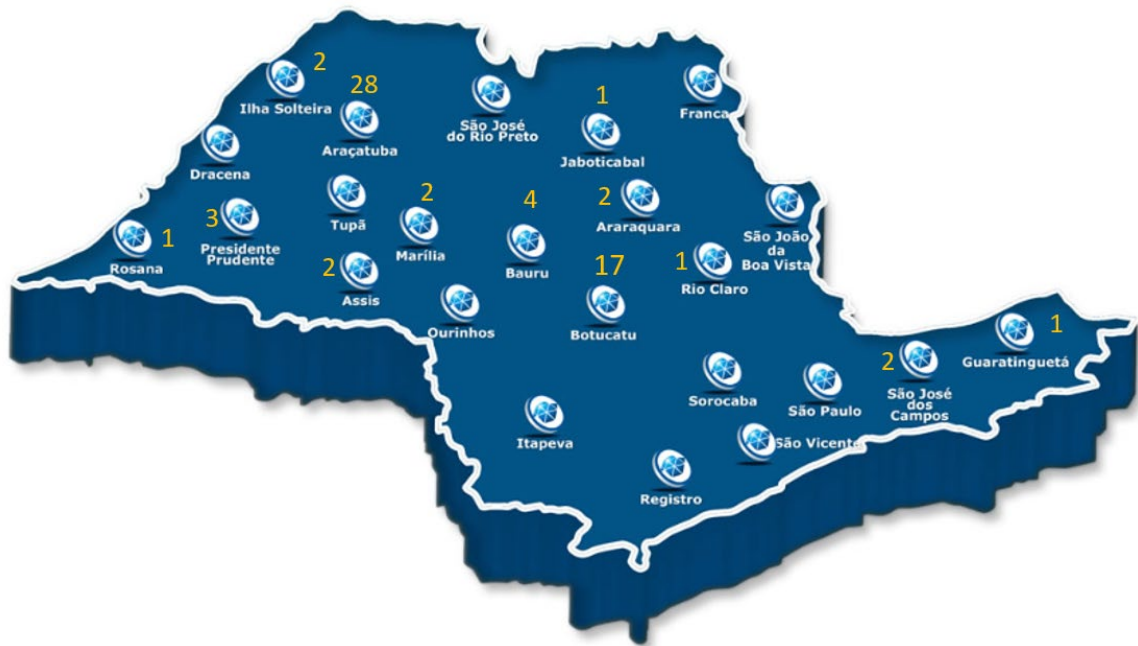 2
Ilha Solteira
28
Araçatuba
São José
do Rio Preto
1
Jaboticabal
Franca
Dracena
Tupã
3
Presidente
Prudente
1
Rosana
2
Marília
4
Bauru
2
Araraquara
São João
da
Boa Vista
2
Assis
Ourinhos
17
Botucatu
1
Rio Claro
1
Guaratinguetá
2
São José
dos
Campos
Sorocaba
São Paulo
Itapeva
São Vicente
Registro